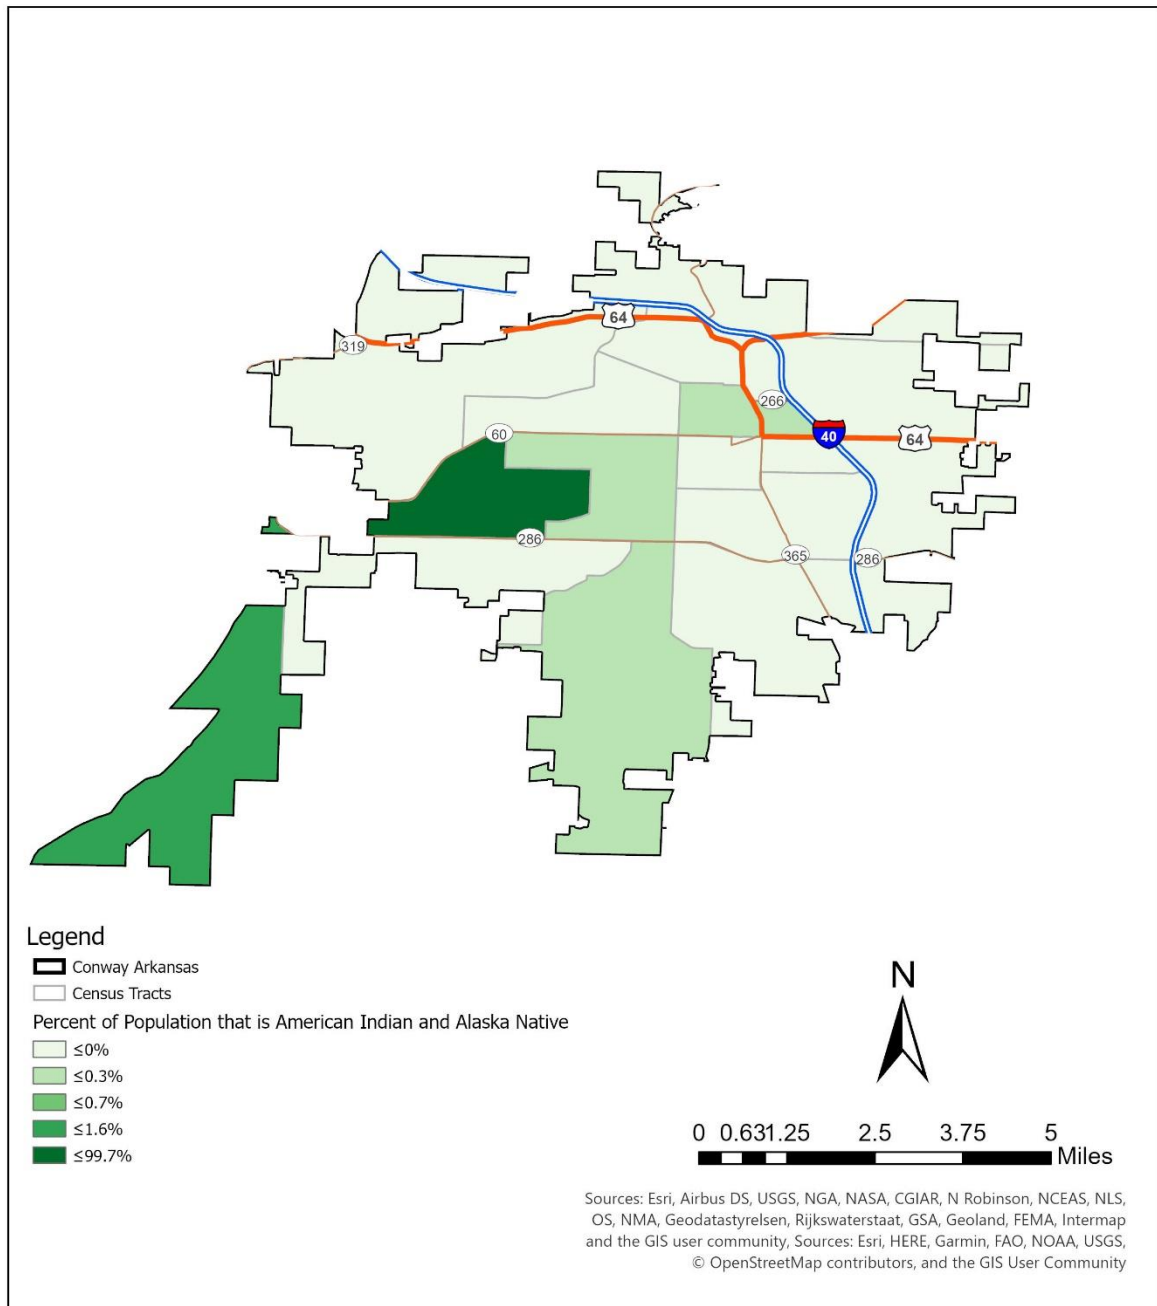 64
319
266
60
40
64
286
365
286
Legend
Conway Arkansas
Census Tracts
Percent of Population that is American Indian and Alaska Native
≤0%
≤0.3%
≤0.7%
≤1.6%
≤99.7%
N
0 0.631.25 2.5 3.75 5
Miles
Sources: Esri, Airbus DS, USGS, NGA, NASA, CGIAR, N Robinson, NCEAS, NLS,
OS, NMA, Geodatastyrelsen, Rijkswaterstaat, GSA, Geoland, FEMA, Intermap
and the GIS user community, Sources: Esri, HERE, Garmin, FAO, NOAA, USGS,
© OpenStreetMap contributors, and the GIS User Community